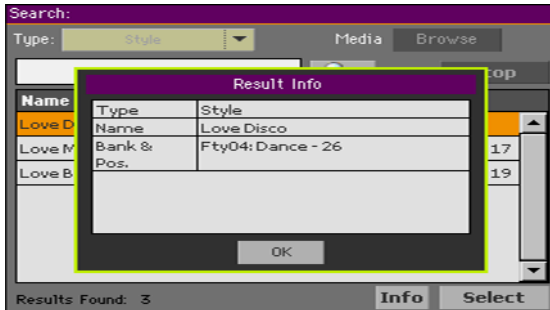 Search:
Type: Style Media Browse
op
Result Info
Name
Type Style
Love D
Name Love Disco
Love M
Bank & Fty04: Dance - 26
17
Pos.
Love B
19
OK
Results Found: 3 Info Select